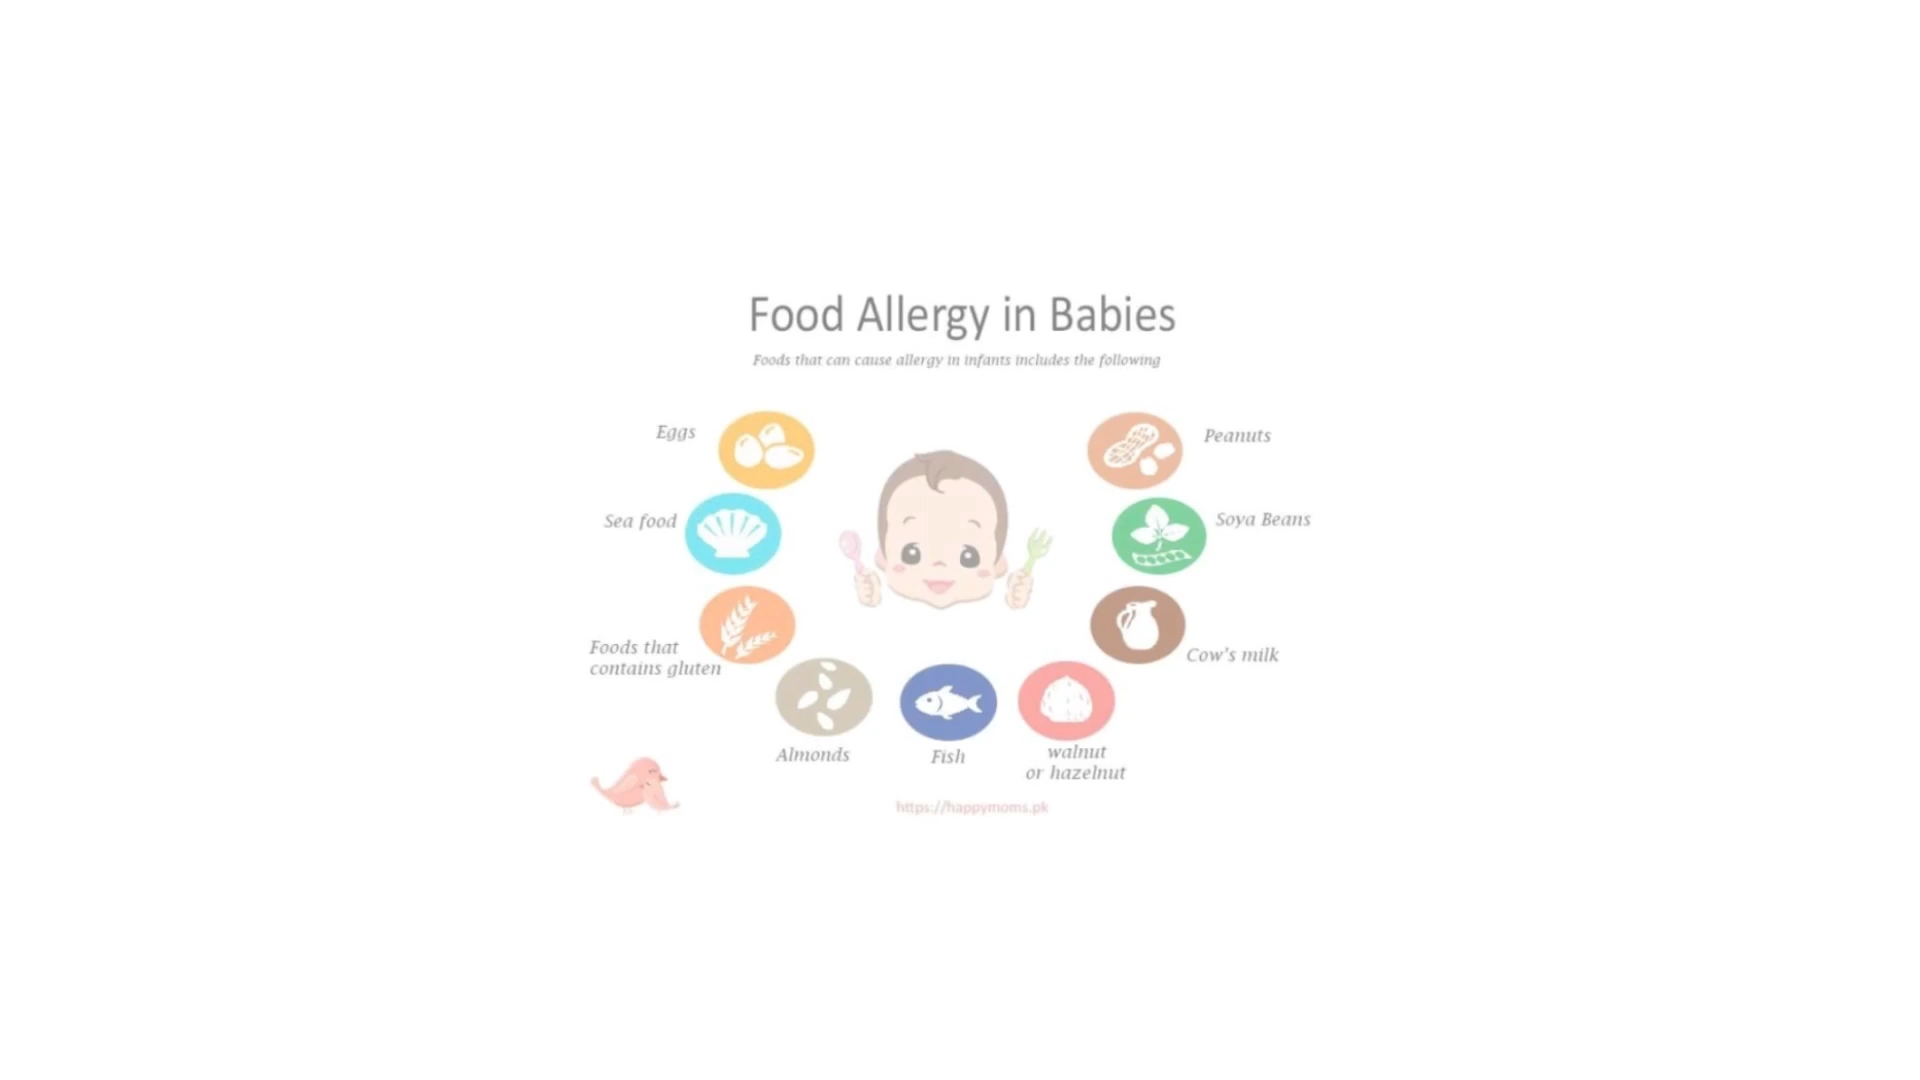 Food Allergy in Babies
Foods that can cause allergy in infants includes the following
Eggs
Peanuts
Sea food
Soya Beans
Foods that
contains gluten
Cow's milk
Almonds
Fish
walnut
or hazelnut
https://happymoms.pk